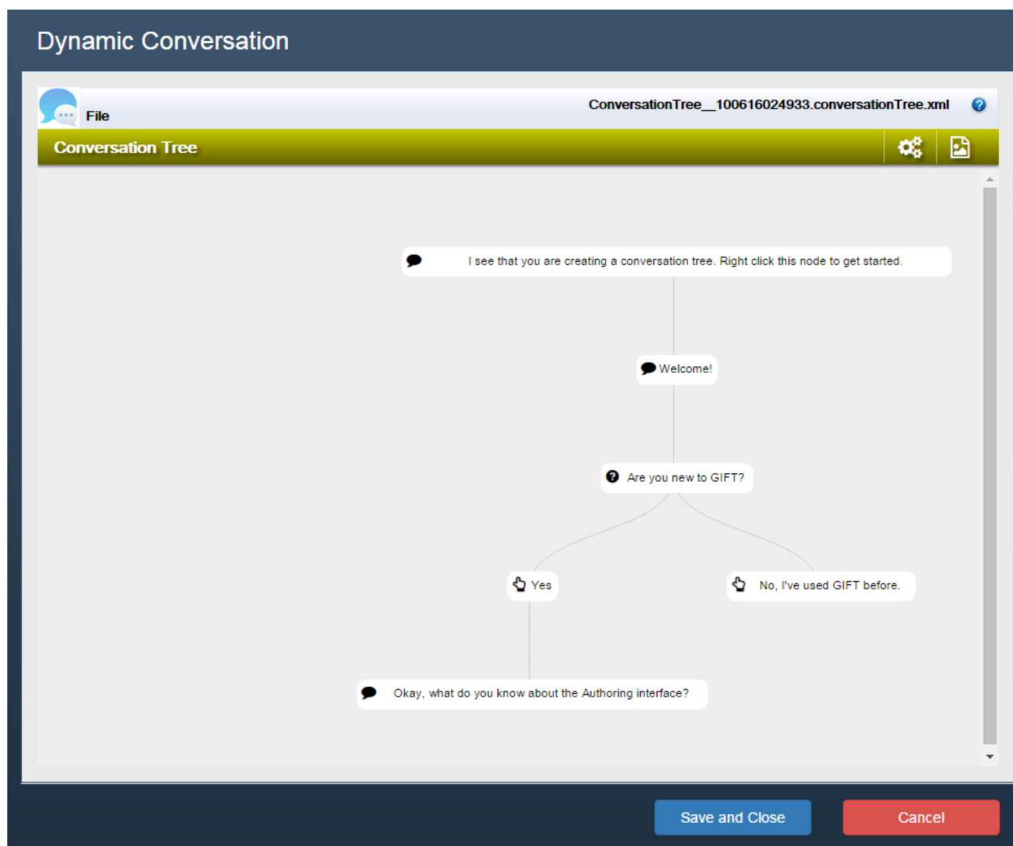 Dynamic Conversation
File
ConversationTree__100616024933.conversationTree.xml
Conversation Tree
I see that you are creating a conversation tree. Right click this node to get started.
Welcome!
Are you new to GIFT?
Yes
No, I've used GIFT before.
Okay, what do you know about the Authoring interface?
Save and Close
Cancel